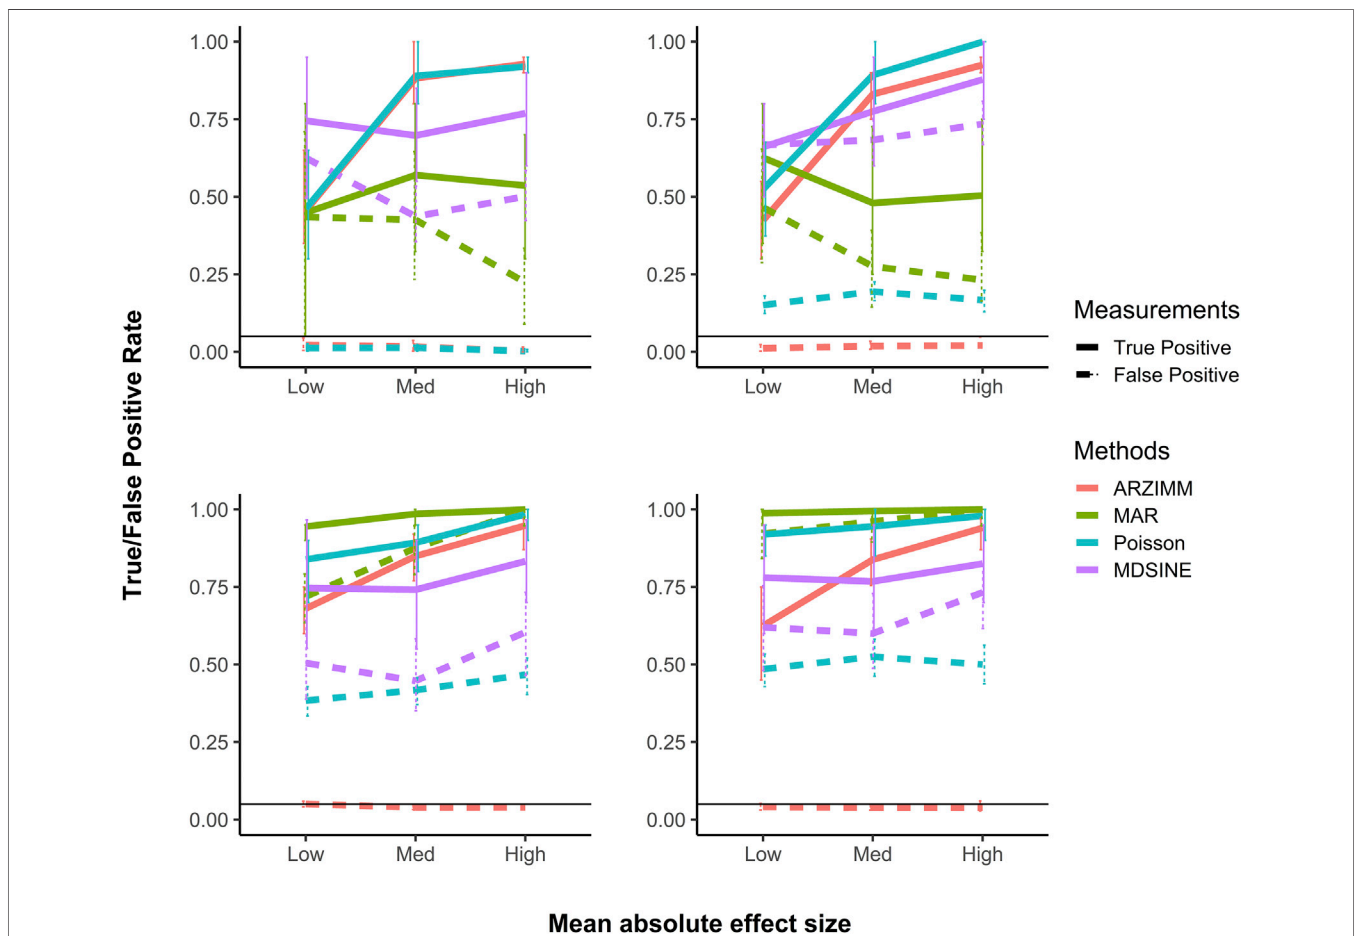 1.00
0.75
0.50
0.25
0.00
Low Med High
1.00
0.75
0.50
0.25
0.00
Low Med High
True/False Positive Rate
1.00
0.75
0.50
0.25
0.00
Low Med High
1.00
0.75
0.50
0.25
0.00
Low Med High
Mean absolute effect size
Measurements
True Positive
False Positive
Methods
ARZIMM
MAR
Poisson
MDSINE